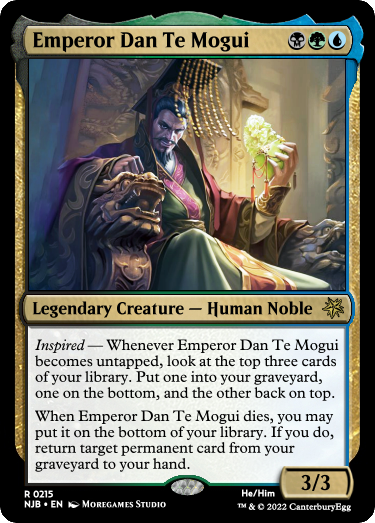 Emperor Dan Te Mogui
Legendary Creature — Human Noble
Inspired — Whenever Emperor Dan Te Mogui
becomes untapped, look at the top three cards
of your library. Put one into your graveyard,
one on the bottom, and the other back on top.
When Emperor Dan Te Mogui dies, you may
put it on the bottom of your library. If you do,
return target permanent card from your
graveyard to your hand.
3/3
R 0215
NJB • EN Moregames Studio
He/Him
™ & © 2022 CanterburyEgg